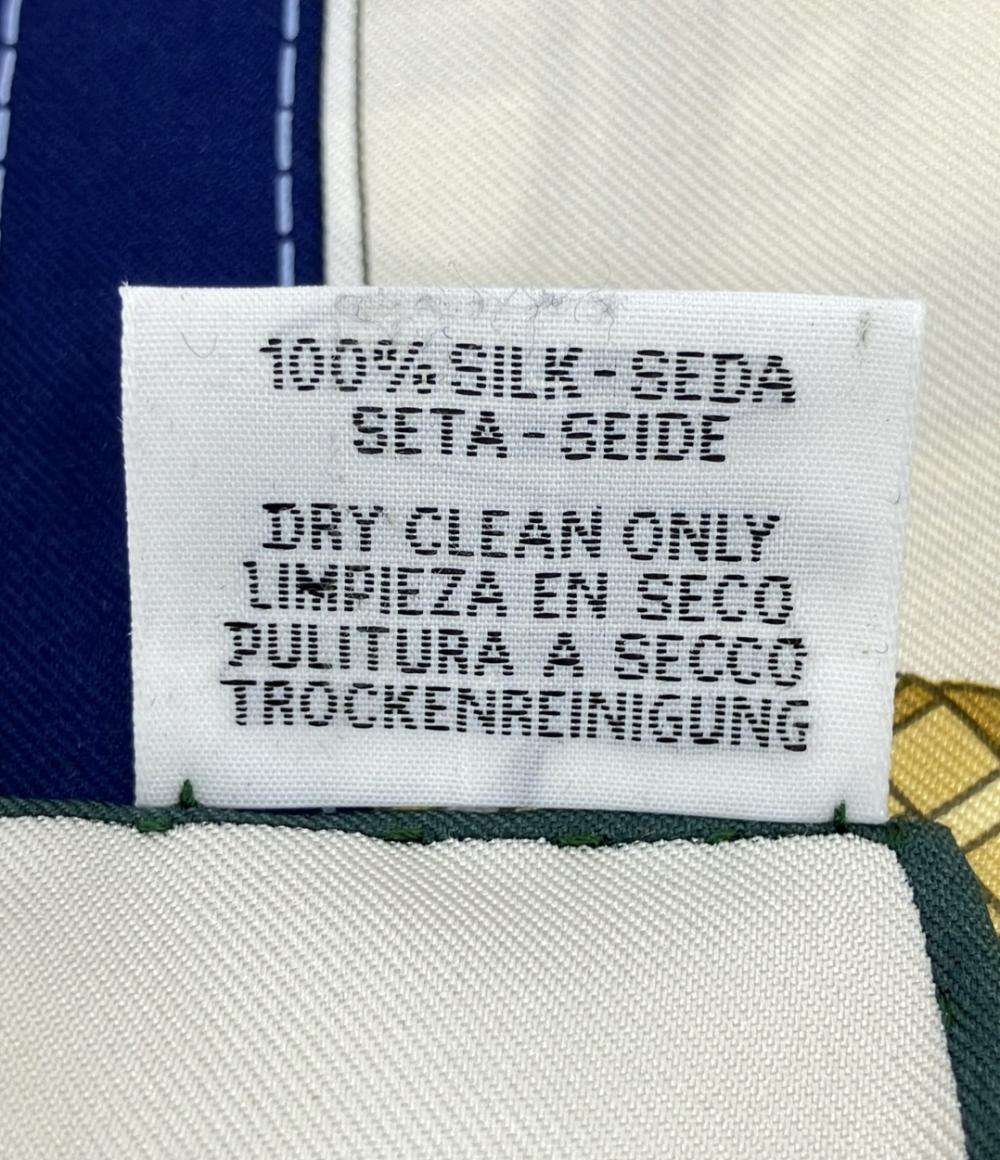 100% SILK - SEDA
SETA - SEIDE
DRY CLEAN ONLY
LIMPIEZA EN SECO
PULITURA A SECCO
TROCKENREINIGUNG